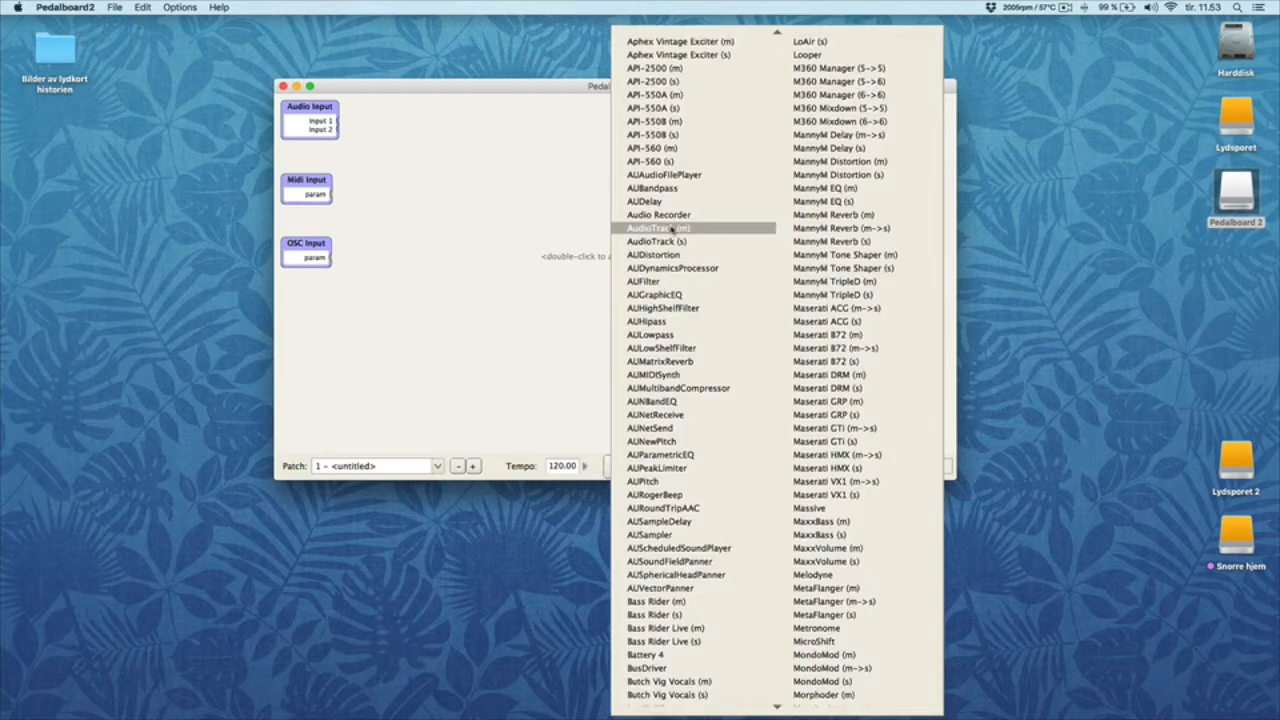 Pedalboard2 File Edit Options Help
2005rpm / 57°C 99 % tir. 11.53
Bilder av lydkort
historien
Harddisk
Lydsporet
Pedalboard 2
Lydsporet 2
Snorre hjem
Pedal
Audio Input
Input 1
Input 2
Midi Input
param
OSC Input
param
<double-click to a
Patch: 1 - <untitled> - + Tempo: 120.00
Aphex Vintage Exciter (m)
Aphex Vintage Exciter (s)
API-2500 (m)
API-2500 (s)
API-550A (m)
API-550A (s)
API-550B (m)
API-550B (s)
API-560 (m)
API-560 (s)
AUAudioFilePlayer
AUBandpass
AUDelay
Audio Recorder
AudioTrack (m)
AudioTrack (s)
AUDistortion
AUDynamicsProcessor
AUFilter
AUGraphicEQ
AUHighShelfFilter
AUHipass
AULowpass
AULowShelfFilter
AUMatrixReverb
AUMIDISynth
AUMultibandCompressor
AUNBandEQ
AUNetReceive
AUNetSend
AUNewPitch
AUParametricEQ
AUPeakLimiter
AUPitch
AURogerBeep
AURoundTripAAC
AUSampleDelay
AUSampler
AUScheduledSoundPlayer
AUSoundFieldPanner
AUSphericalHeadPanner
AUVectorPanner
Bass Rider (m)
Bass Rider (s)
Bass Rider Live (m)
Bass Rider Live (s)
Battery 4
BusDriver
Butch Vig Vocals (m)
Butch Vig Vocals (s)
LoAir (s)
Looper
M360 Manager (5->5)
M360 Manager (5->6)
M360 Manager (6->6)
M360 Mixdown (5->5)
M360 Mixdown (6->6)
MannyM Delay (m->s)
MannyM Delay (s)
MannyM Distortion (m)
MannyM Distortion (s)
MannyM EQ (m)
MannyM EQ (s)
MannyM Reverb (m)
MannyM Reverb (m->s)
MannyM Reverb (s)
MannyM Tone Shaper (m)
MannyM Tone Shaper (s)
MannyM TripleD (m)
MannyM TripleD (s)
Maserati ACG (m->s)
Maserati ACG (s)
Maserati B72 (m)
Maserati B72 (m->s)
Maserati B72 (s)
Maserati DRM (m)
Maserati DRM (s)
Maserati GRP (m)
Maserati GRP (s)
Maserati GTi (m->s)
Maserati GTi (s)
Maserati HMX (m->s)
Maserati HMX (s)
Maserati VX1 (m->s)
Maserati VX1 (s)
Massive
MaxxBass (m)
MaxxBass (s)
MaxxVolume (m)
MaxxVolume (s)
Melodyne
MetaFlanger (m)
MetaFlanger (m->s)
MetaFlanger (s)
Metronome
MicroShift
MondoMod (m)
MondoMod (m->s)
MondoMod (s)
Morphoder (m)